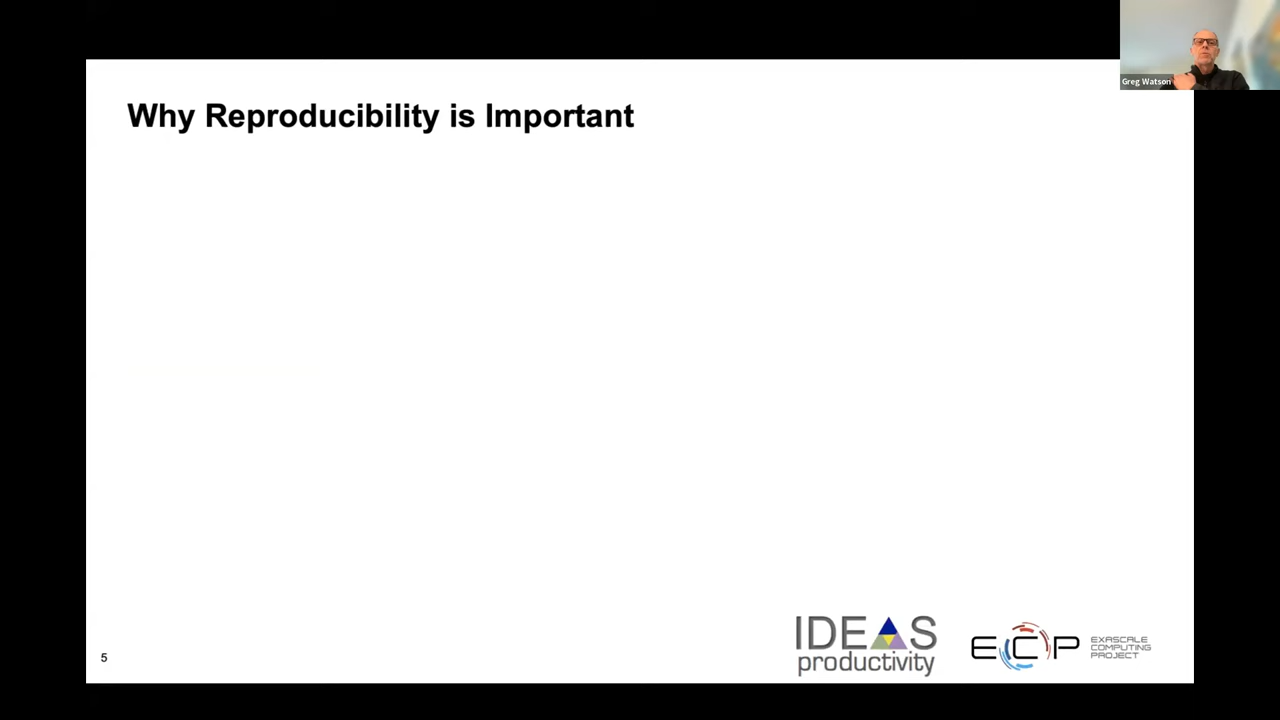 Greg Watson
Why Reproducibility is Important
5
IDEAS
productivity
ECP
EXASCALE
COMPUTING
PROJECT